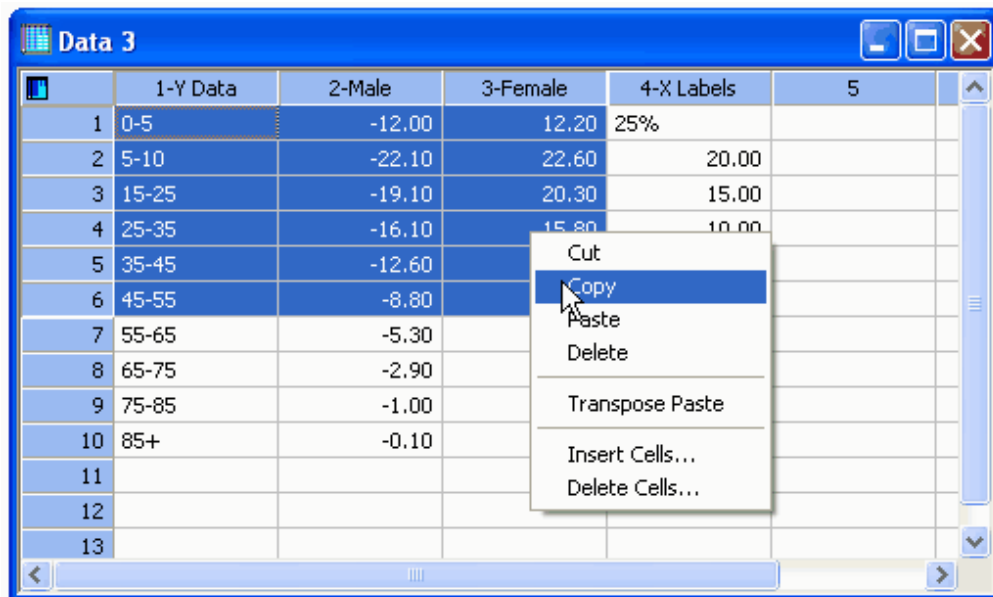 Data 3
1-Y Data 2-Male 3-Female 4-X Labels 5
1 0-5 -12.00 12.20 25%
2 5-10 -22.10 22.60 20.00
3 15-25 -19.10 20.30 15.00
4 25-35 -16.10 15.80 10.00
5 35-45 -12.60
6 45-55 -8.80
7 55-65 -5.30
8 65-75 -2.90
9 75-85 -1.00
10 85+ -0.10
11
12
13
Cut
Copy
Paste
Delete
Transpose Paste
Insert Cells...
Delete Cells...